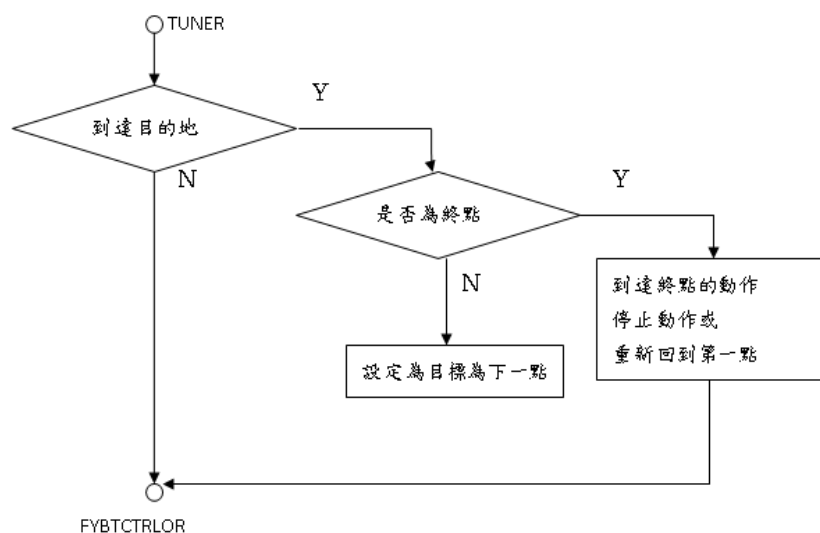 TUNER
Y
到達目的地
N
Y
是否為終點
N
到達終點的動作
停止動作或
重新回到第一點
設定為目標為下一點
FYBTCTRLOR